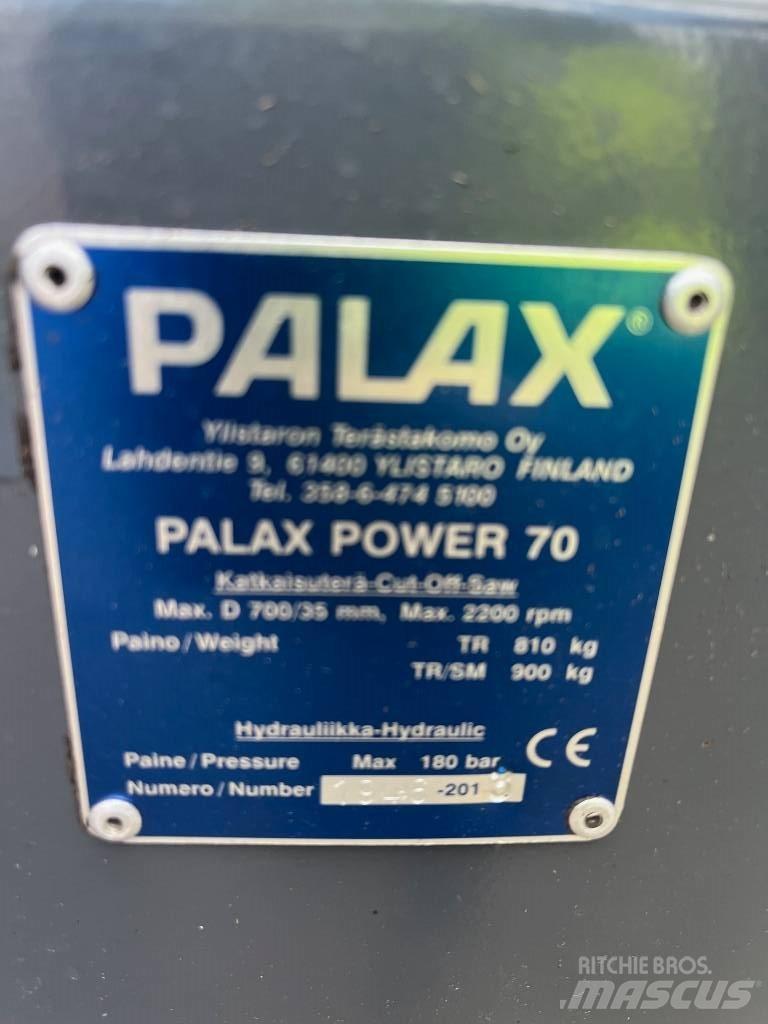 PALAX®
Ylistaron Terästakomo Oy
Lahdentie 9, 61400 YLISTARO FINLAND
Tel. 358-6-474 5100
PALAX POWER 70
Katkaisuterä-Cut-Off-Saw
Max. D 700/35 mm, Max. 2200 rpm
Paino/Weight TR 810 kg
TR/SM 900 kg
Hydrauliikka-Hydraulic
Paine/Pressure Max 180 bar CE
Numero/Number -201
RITCHIE BROS.
MASCUS